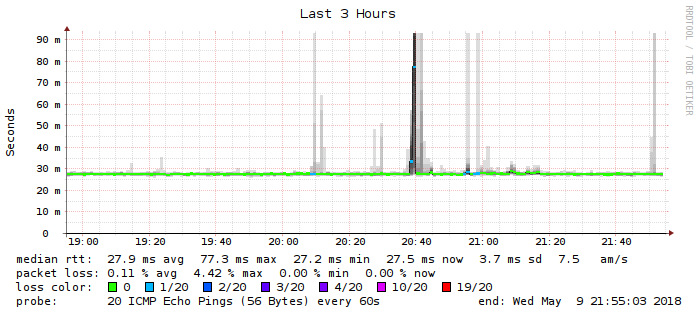 Last 3 Hours
RRDTOOL / TOBI OETIKER
Seconds
90 m
80 m
70 m
60 m
50 m
40 m
30 m
20 m
10 m
0
19:00 19:20 19:40 20:00 20:20 20:40 21:00 21:20 21:40
median rtt: 27.9 ms avg 77.3 ms max 27.2 ms min 27.5 ms now 3.7 ms sd 7.5 am/s
packet loss: 0.11 % avg 4.42 % max 0.00 % min 0.00 % now
loss color: 0 1/20 2/20 3/20 4/20 10/20 19/20
probe: 20 ICMP Echo Pings (56 Bytes) every 60s end: Wed May 9 21:55:03 2018